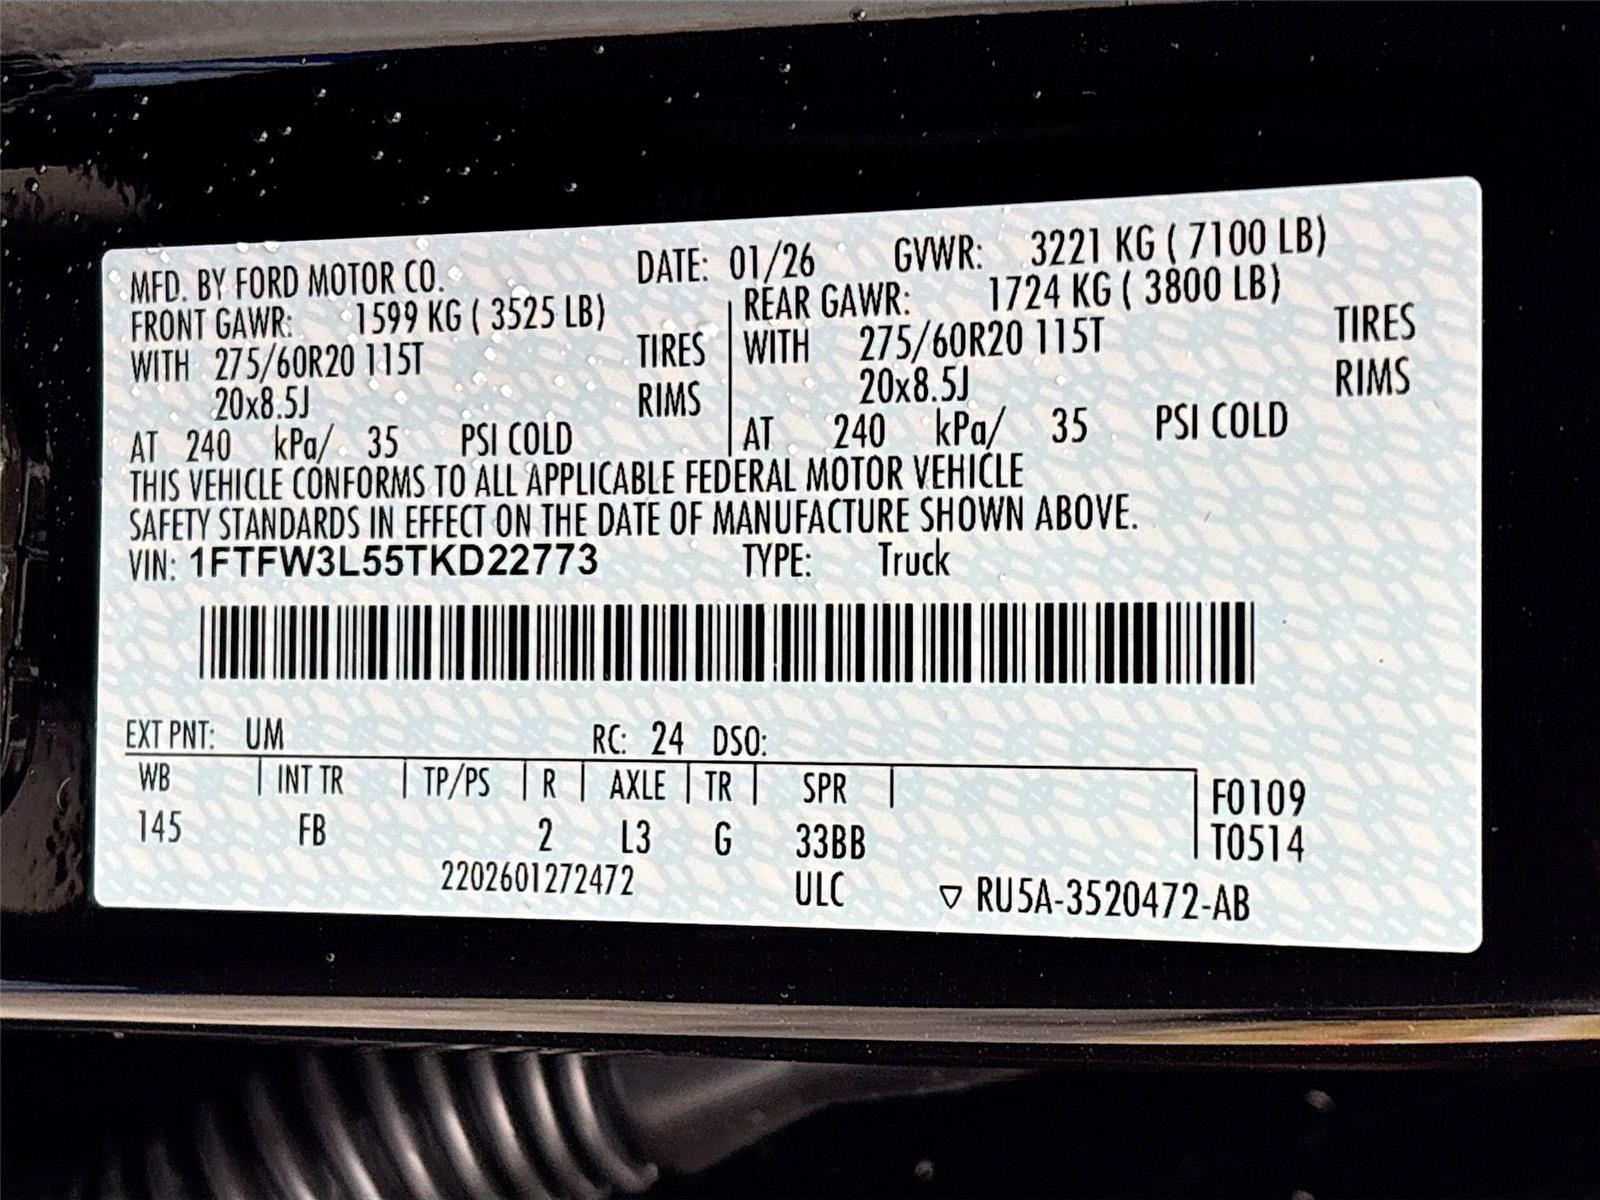 MFD. BY FORD MOTOR CO. DATE: 01/26 GVWR: 3221 KG ( 7100 LB)
FRONT GAWR: 1599 KG ( 3525 LB) REAR GAWR: 1724 KG ( 3800 LB)
WITH 275/60R20 115T TIRES WITH 275/60R20 115T TIRES
20x8.5J RIMS 20x8.5J RIMS
AT 240 kPa/ 35 PSI COLD AT 240 kPa/ 35 PSI COLD
THIS VEHICLE CONFORMS TO ALL APPLICABLE FEDERAL MOTOR VEHICLE
SAFETY STANDARDS IN EFFECT ON THE DATE OF MANUFACTURE SHOWN ABOVE.
VIN: 1FTFW3L55TKD22773 TYPE: Truck
EXT PNT: UM RC: 24 DSO:
WB INT TR TP/PS R AXLE TR SPR F0109
145 FB 2 L3 G 33BB T0514
2202601272472 ULC ▽ RU5A-3520472-AB